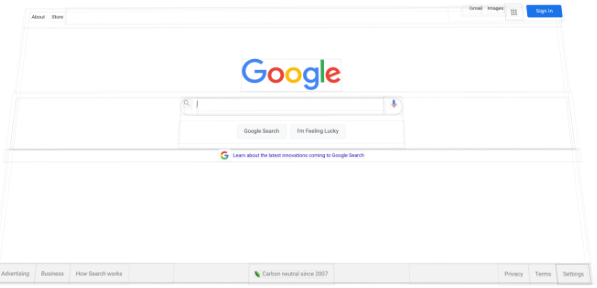 About Store Gmail Images Sign in
Google
Google Search I'm Feeling Lucky
Learn about the latest innovations coming to Google Search
Advertising Business How Search works Carbon neutral since 2007 Privacy Terms Settings